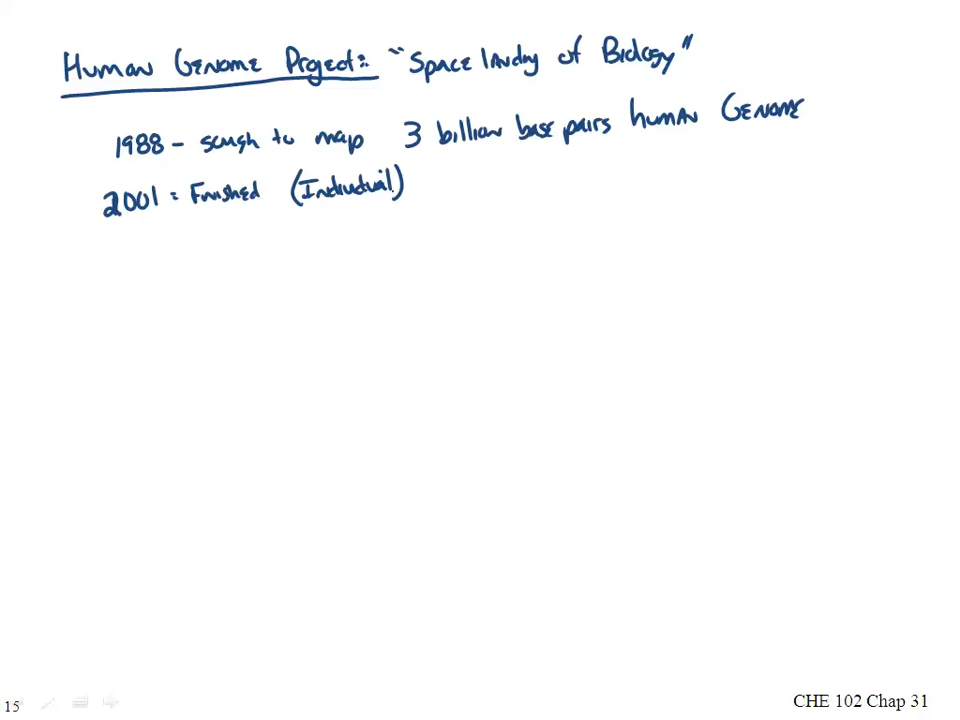 Human Genome Project: "Space landing of Biology"
1988 - sough to map 3 billion base pairs human Genome
2001 = Finished (Individual)
15
CHE 102 Chap 31